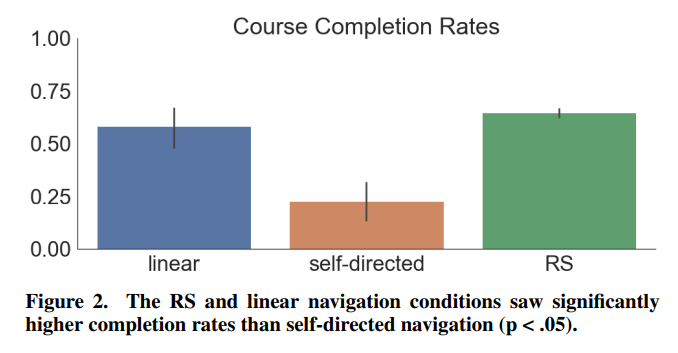 Course Completion Rates
1.00
0.75
0.50
0.25
0.00
linear self-directed RS
Figure 2. The RS and linear navigation conditions saw significantly
higher completion rates than self-directed navigation (p < .05).